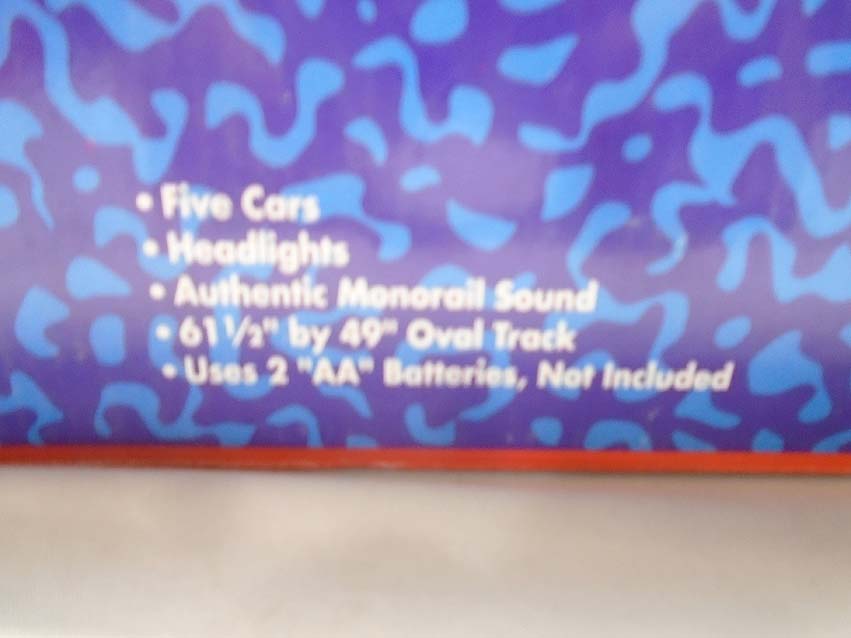 • Five Cars
• Headlights
• Authentic Monorail Sound
• 61 1/2" by 49" Oval Track
• Uses 2 "AA" Batteries, Not Included